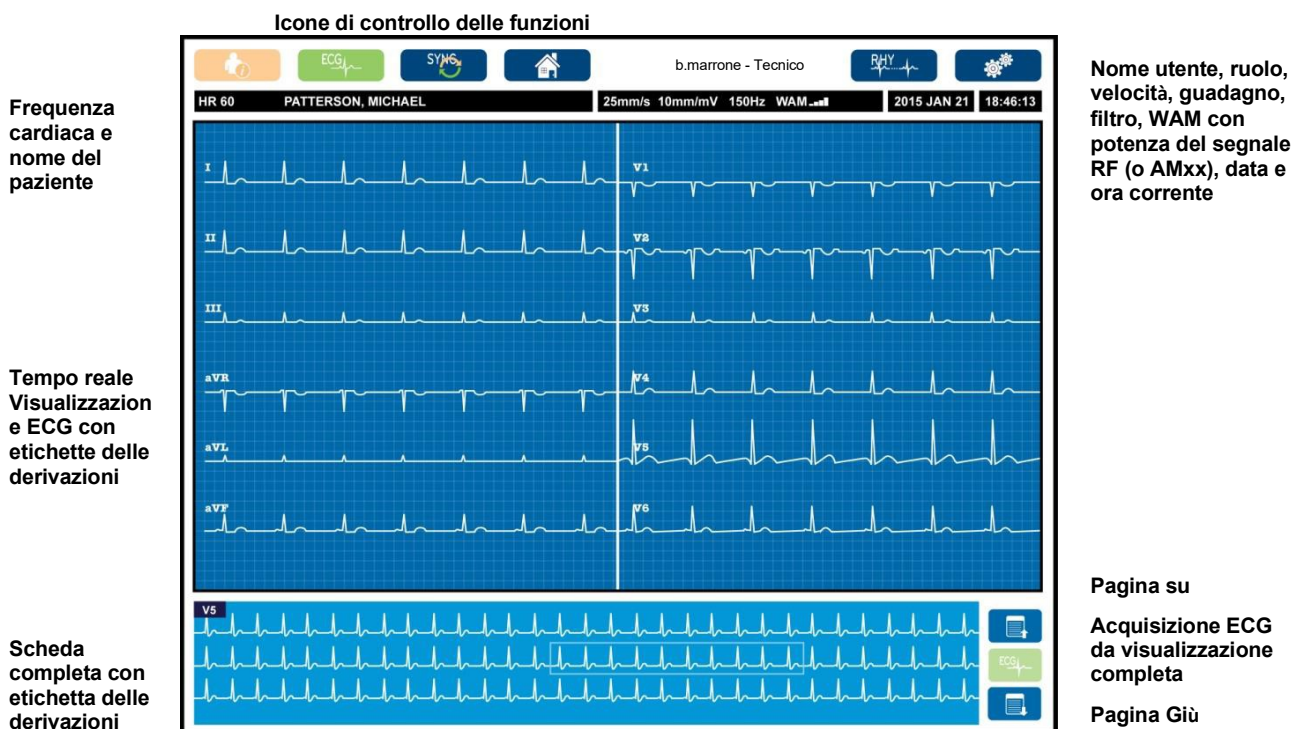 Icone di controllo delle funzioni
ECG
SYNC
b.marrone - Tecnico
RHY
HR 60 PATTERSON, MICHAEL 25mm/s 10mm/mV 150Hz WAM 2015 JAN 21 18:46:13
Frequenza
cardiaca e
nome del
paziente
Nome utente, ruolo,
velocità, guadagno,
filtro, WAM con
potenza del segnale
RF (o AMxx), data e
ora corrente
I V1
II V2
III V3
aVR V4
aVL V5
aVF V6
Tempo reale
Visualizzazion
e ECG con
etichette delle
derivazioni
V5
ECG
Scheda
completa con
etichetta delle
derivazioni
Pagina su
Acquisizione ECG
da visualizzazione
completa
Pagina Giù